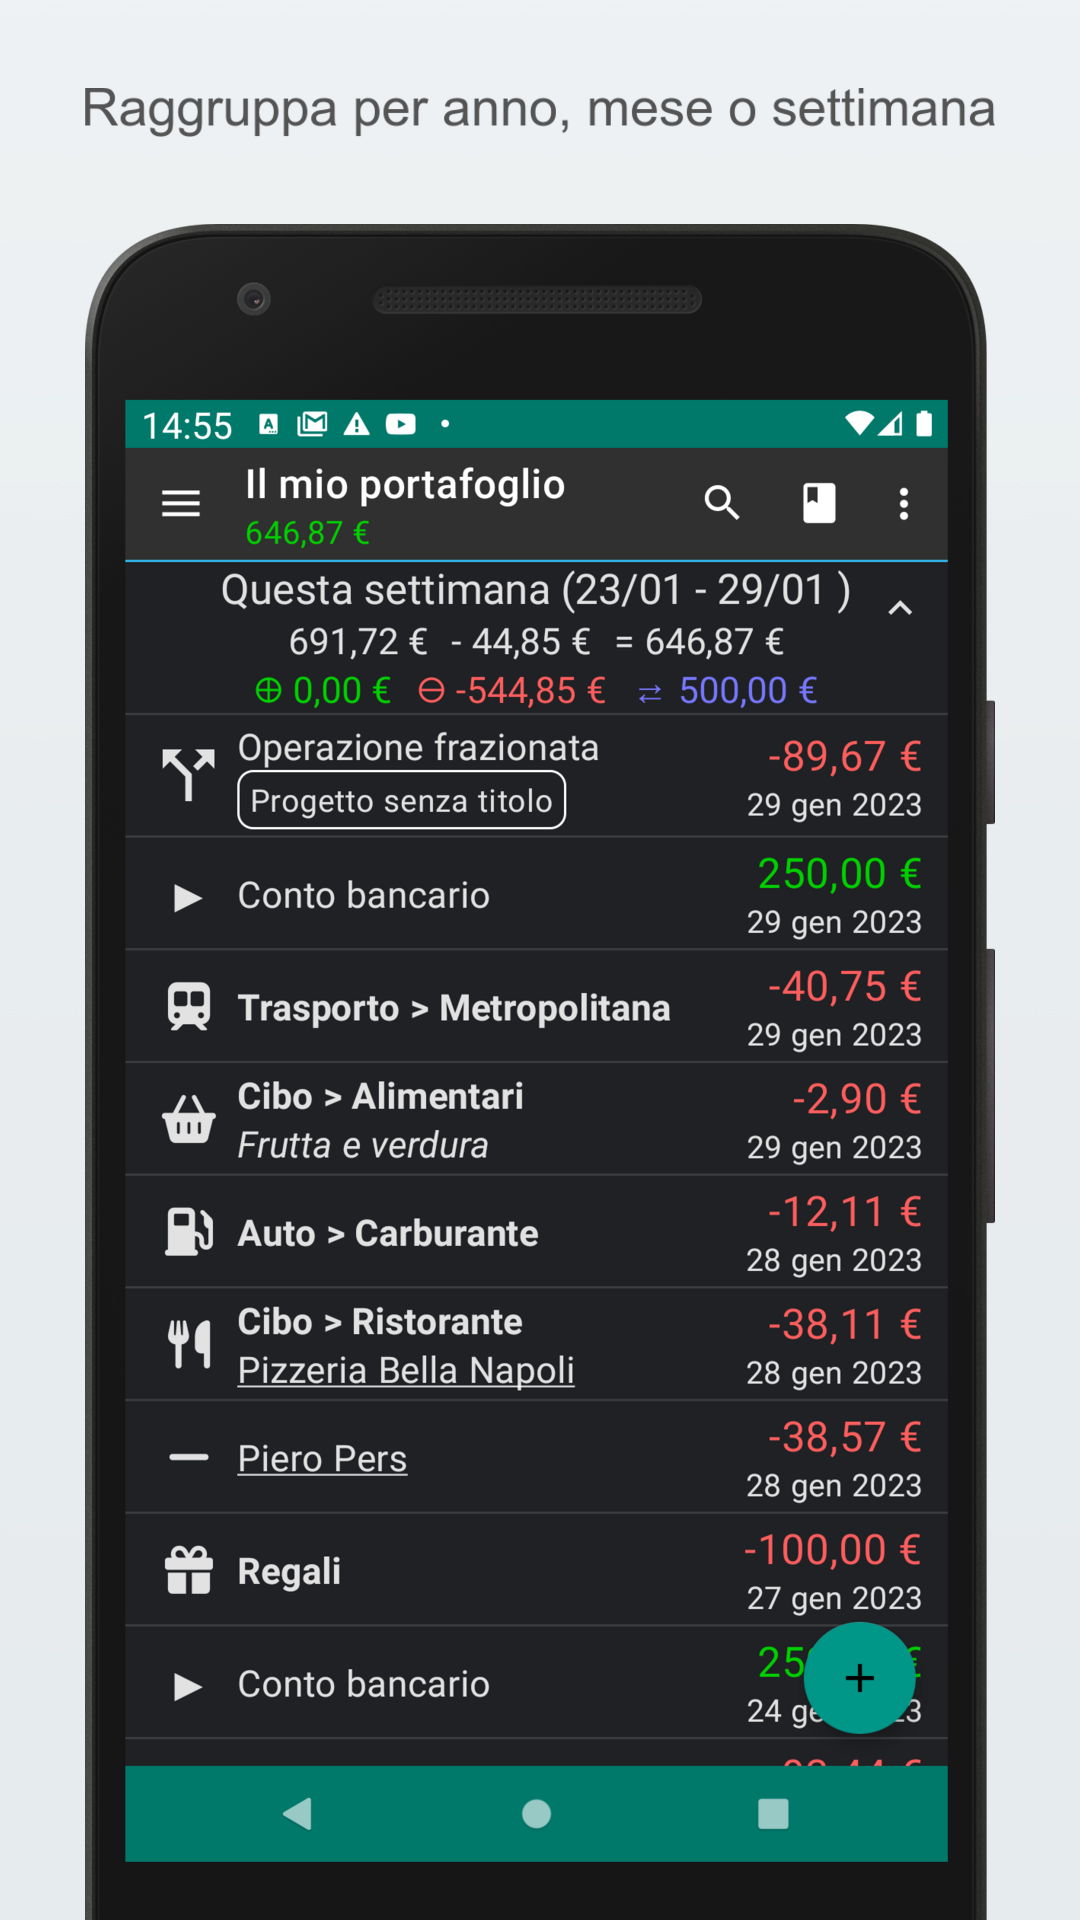 Raggruppa per anno, mese o settimana
14:55
Il mio portafoglio
646,87 €
Questa settimana (23/01 - 29/01 )
691,72 € - 44,85 € = 646,87 €
⊕ 0,00 € ⊖ -544,85 € ⇄ 500,00 €
Operazione frazionata
-89,67 €
Progetto senza titolo
29 gen 2023
250,00 €
Conto bancario
29 gen 2023
-40,75 €
Trasporto > Metropolitana
29 gen 2023
Cibo > Alimentari
-2,90 €
Frutta e verdura
29 gen 2023
-12,11 €
Auto > Carburante
28 gen 2023
Cibo > Ristorante
-38,11 €
Pizzeria Bella Napoli
28 gen 2023
-38,57 €
Piero Pers
28 gen 2023
-100,00 €
Regali
27 gen 2023
Conto bancario
24